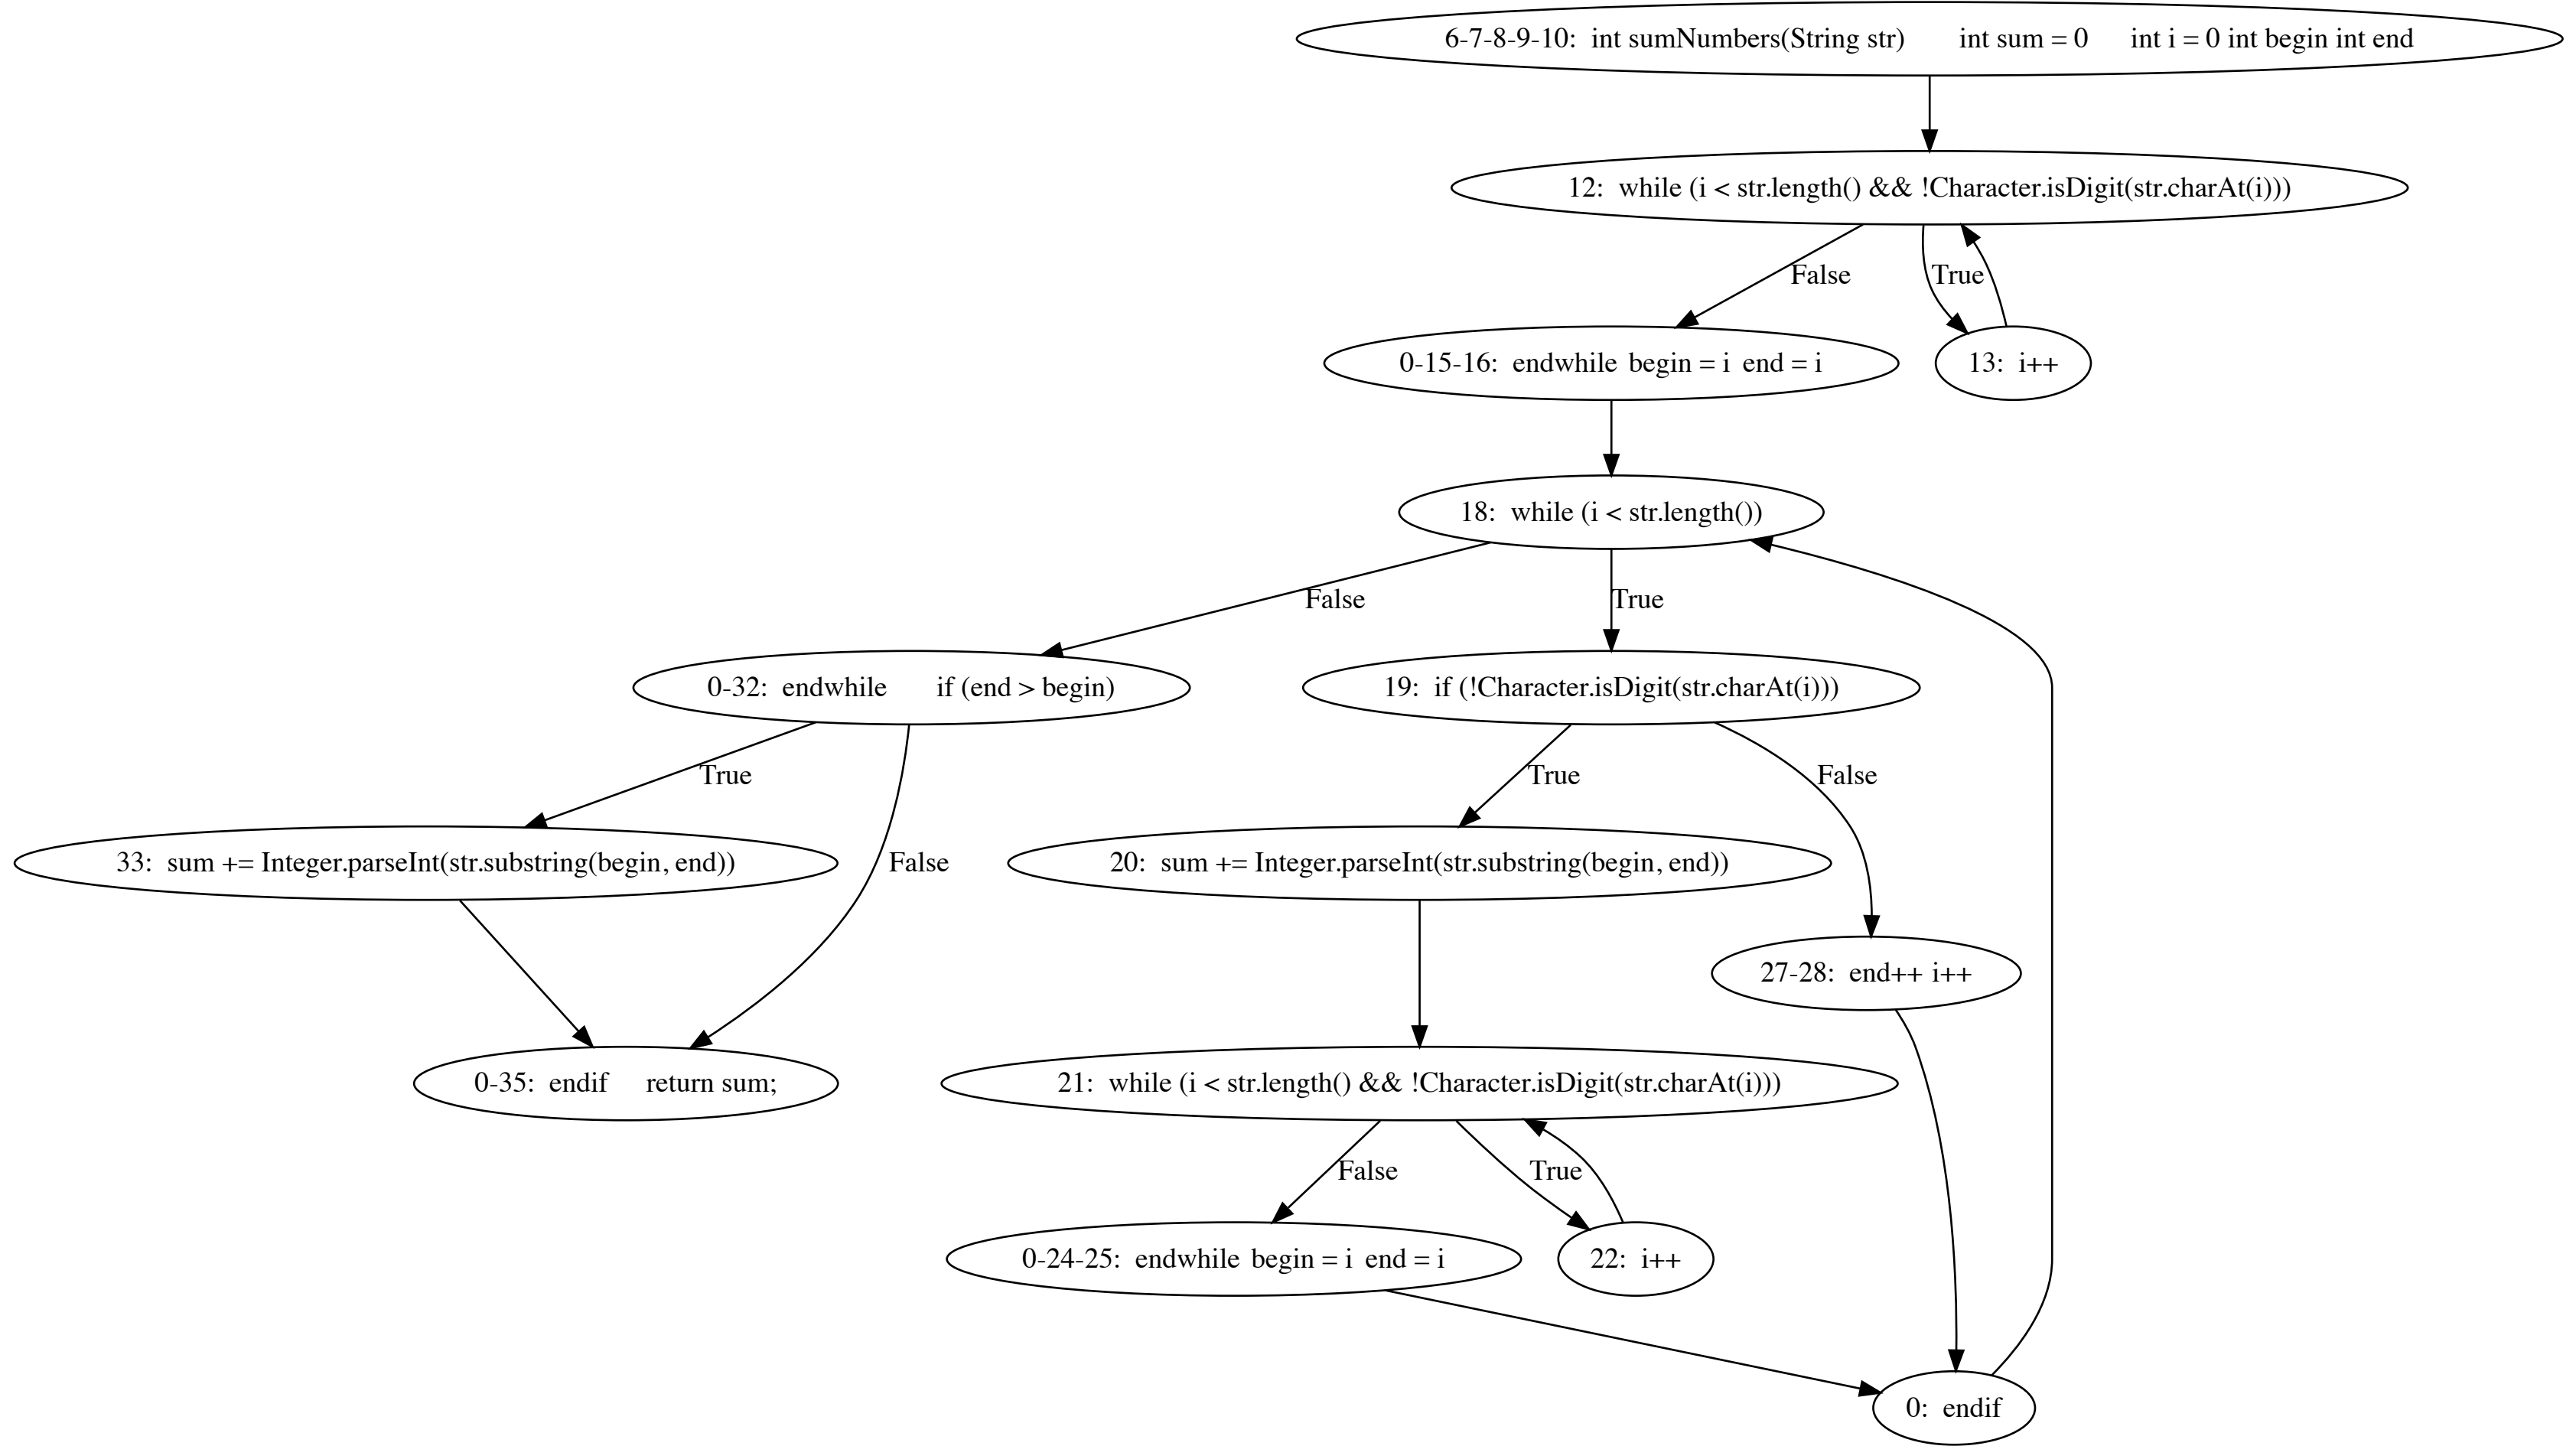 6-7-8-9-10: int sumNumbers(String str) int sum = 0 int i = 0 int begin int end
12: while (i < str.length() && !Character.isDigit(str.charAt(i)))
False
True
0-15-16: endwhile begin = i end = i
13: i++
18: while (i < str.length())
False
True
0-32: endwhile if (end > begin)
19: if (!Character.isDigit(str.charAt(i)))
True
True
False
33: sum += Integer.parseInt(str.substring(begin, end))
False
20: sum += Integer.parseInt(str.substring(begin, end))
27-28: end++ i++
0-35: endif return sum;
21: while (i < str.length() && !Character.isDigit(str.charAt(i)))
False
True
0-24-25: endwhile begin = i end = i
22: i++
0: endif